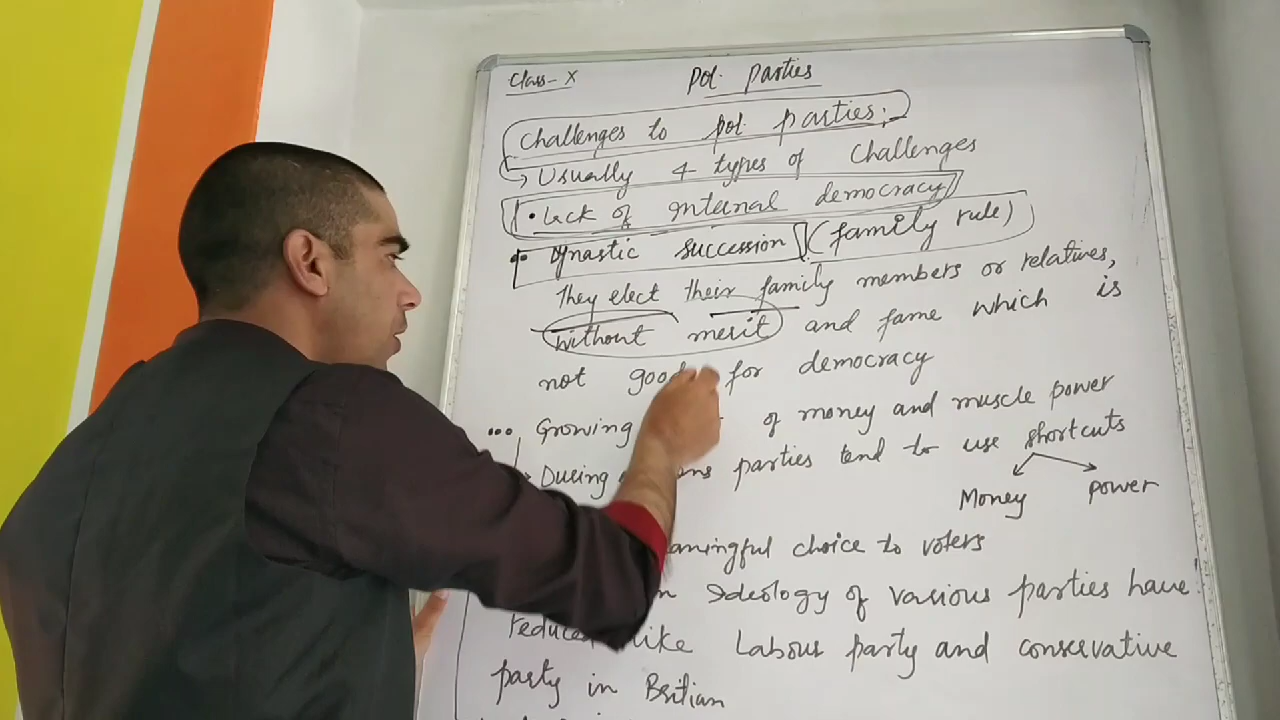 Class- X
Pol. Parties
Challenges to pol. parties.
Usually 4 types of Challenges
• Lack of Internal democracy
Dynastic succession (family rule)
They elect their family members or relatives,
without merit and fame which is
not good for democracy
Growing of money and muscle power
During parties tend to use shortcuts
Money power
choice to voters
Ideology of various parties have
reduced like Labour party and conservative
party in Britian